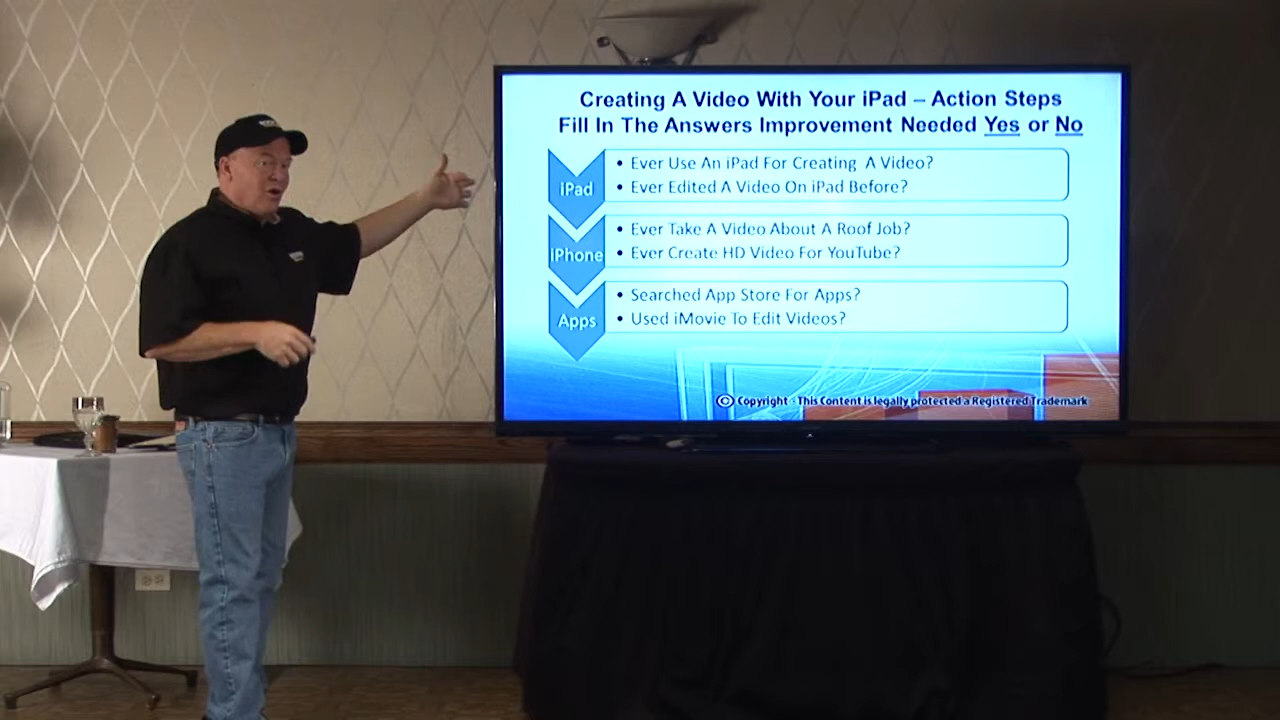 Creating A Video With Your iPad – Action Steps
Fill In The Answers Improvement Needed Yes or No
iPad
• Ever Use An iPad For Creating A Video?
• Ever Edited A Video On iPad Before?
iPhone
• Ever Take A Video About A Roof Job?
• Ever Create HD Video For YouTube?
Apps
• Searched App Store For Apps?
• Used iMovie To Edit Videos?
© Copyright - This Content is legally protected a Registered Trademark